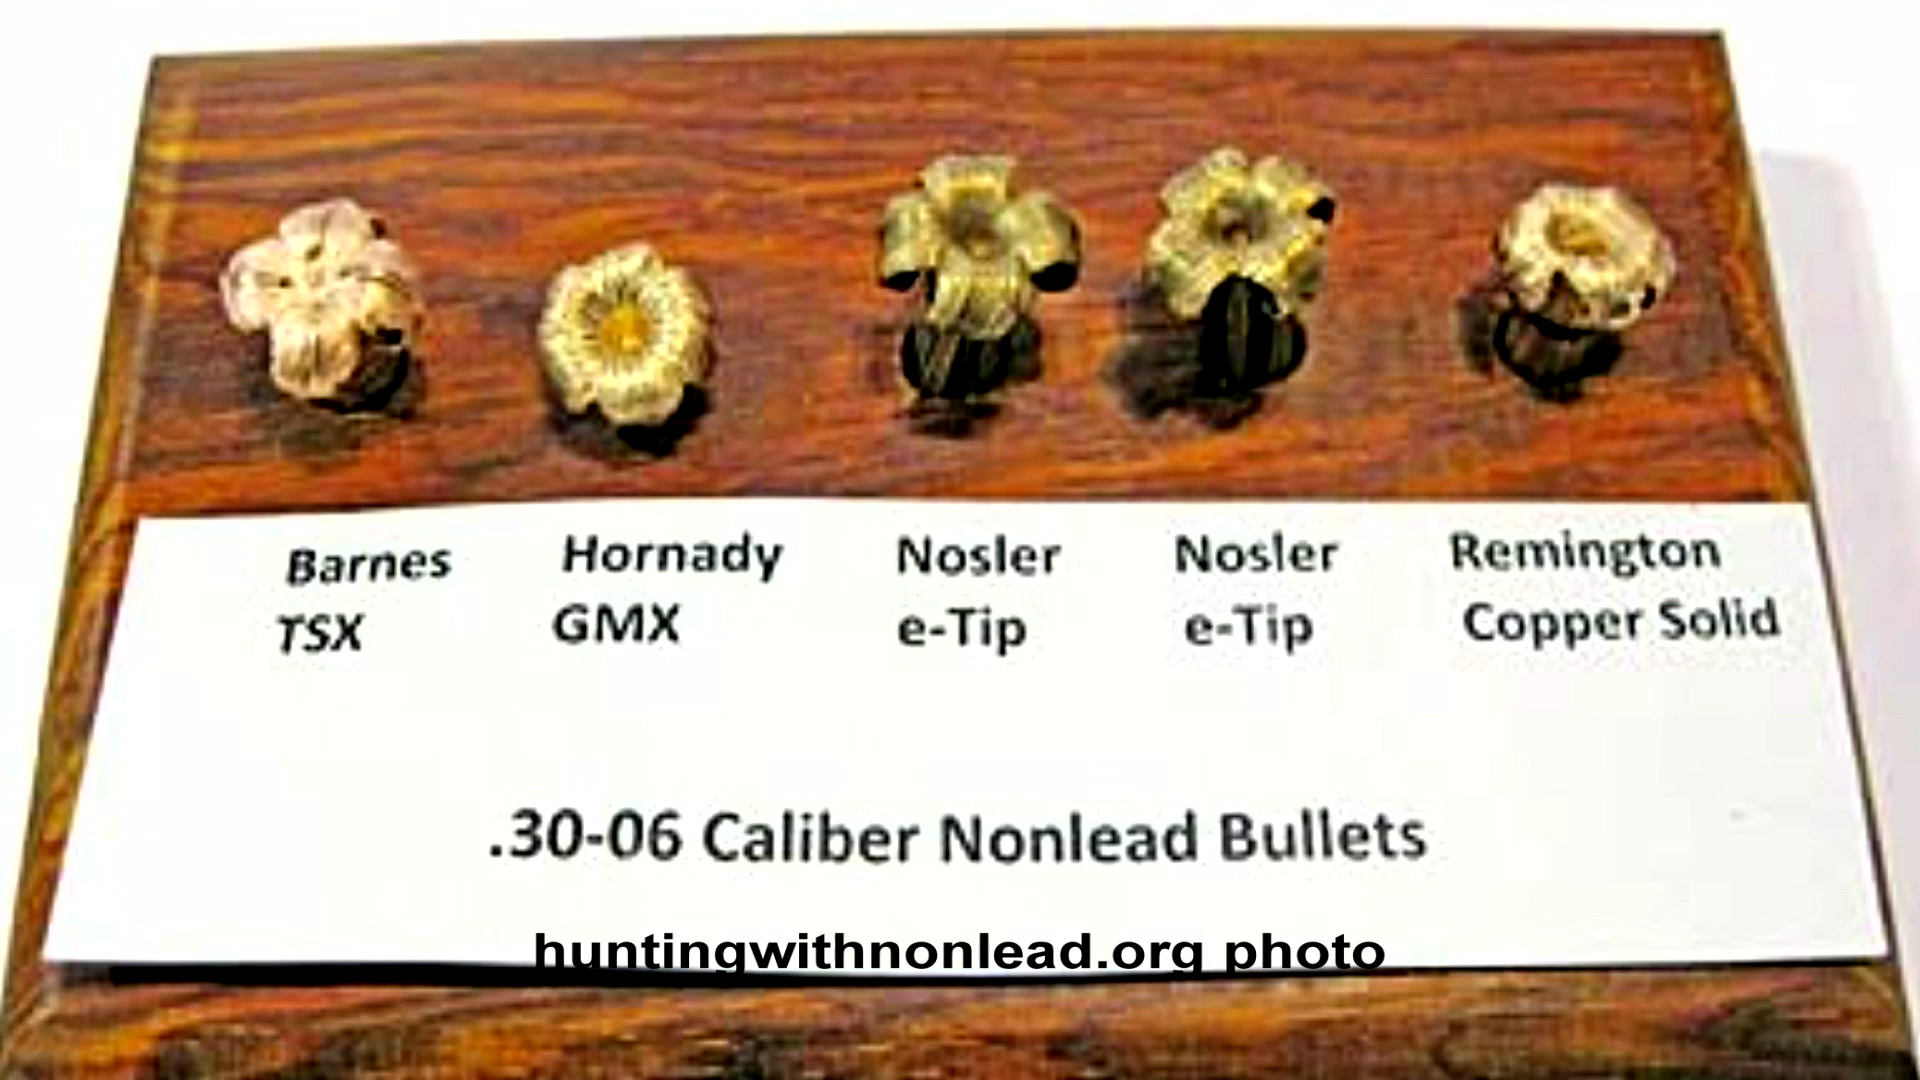 Barnes Hornady Nosler Nosler Remington
TSX GMX e-Tip e-Tip Copper Solid
.30-06 Caliber Nonlead Bullets
huntingwithnonlead.org photo